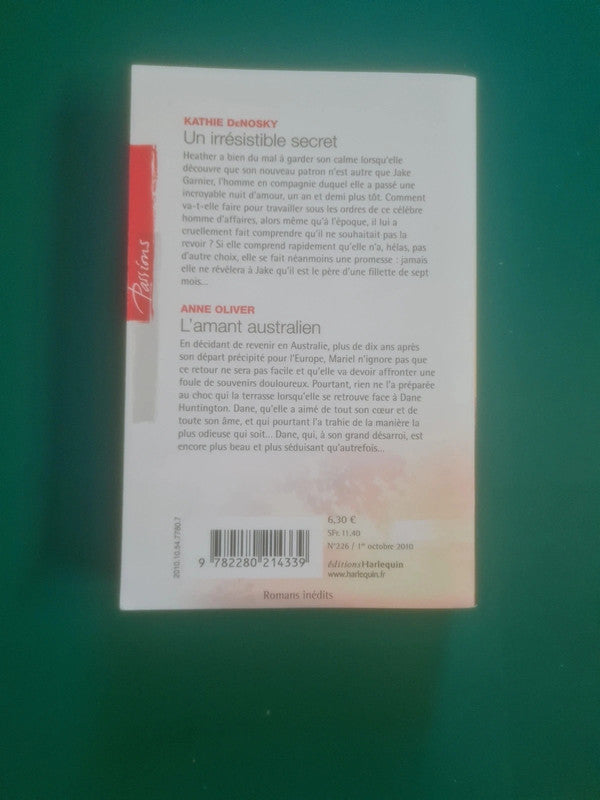 KATHIE DeNOSKY
Un irrésistible secret
Heather a bien du mal à garder son calme lorsqu'elle
découvre que son nouveau patron n'est autre que Jake
Garnier, l'homme en compagnie duquel elle a passé une
incroyable nuit d'amour, un an et demi plus tôt. Comment
va-t-elle faire pour travailler sous les ordres de ce célèbre
homme d'affaires, alors même qu'à l'époque, il lui a
cruellement fait comprendre qu'il ne souhaitait pas la
revoir ? Si elle comprend rapidement qu'elle n'a, hélas, pas
d'autre choix, elle se fait néanmoins une promesse : jamais
elle ne révèlera à Jake qu'il est le père d'une fillette de sept
mois...
Passions
ANNE OLIVER
L'amant australien
En décidant de revenir en Australie, plus de dix ans après
son départ précipité pour l'Europe, Mariel n'ignore pas que
ce retour ne sera pas facile et qu'elle va devoir affronter une
foule de souvenirs douloureux. Pourtant, rien ne l'a préparée
au choc qui la terrasse lorsqu'elle se retrouve face à Dane
Huntington. Dane, qu'elle a aimé de tout son cœur et de
toute son âme, et qui pourtant l'a trahie de la manière la
plus odieuse qui soit... Dane, qui, à son grand désarroi, est
encore plus beau et plus séduisant qu'autrefois...
2010.10.54.7780.7
9 782280 214339
6,30 €
SFr. 11.40
N°226 / 1er octobre 2010
éditionsHarlequin
www.harlequin.fr
Romans inédits